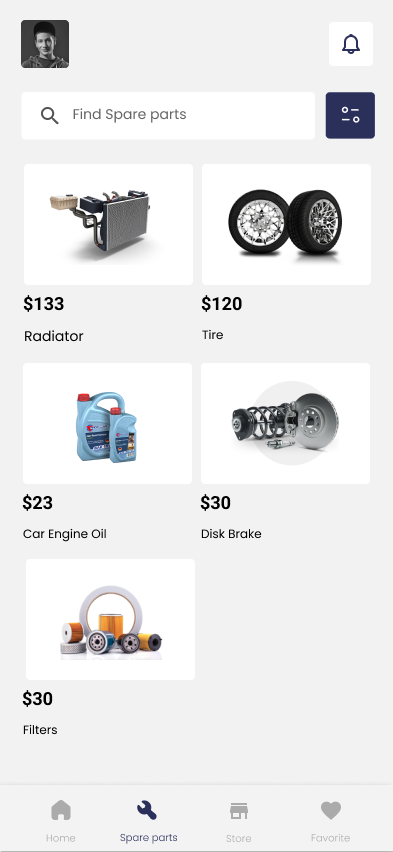 Find Spare parts
$133
$120
Radiator
Tire
$23
$30
Car Engine Oil
Disk Brake
$30
Filters
Home
Spare parts
Store
Favorite